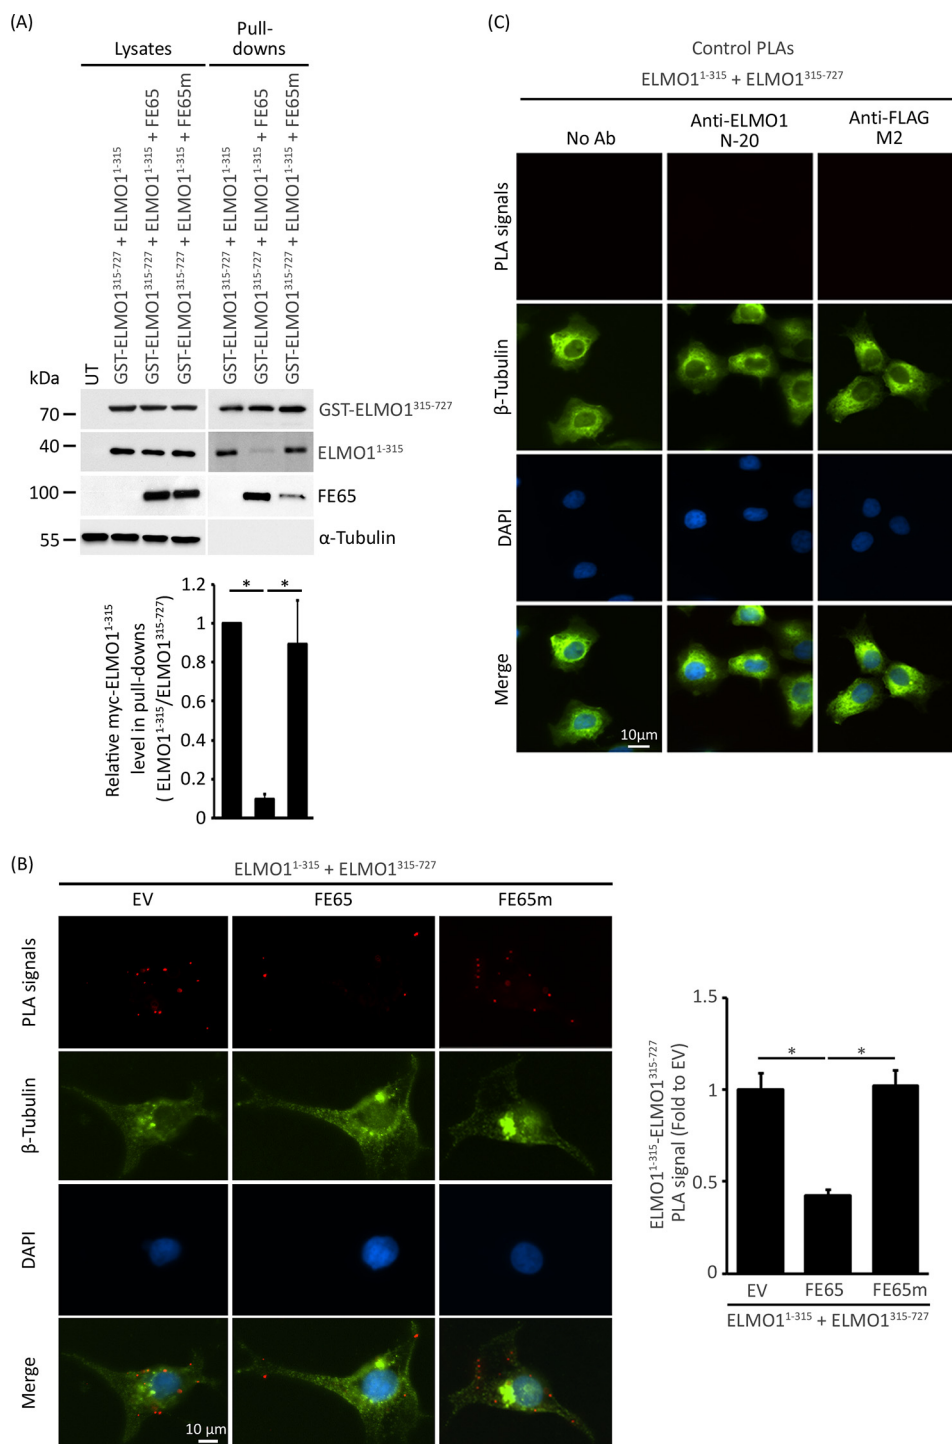 (A)
Lysates
Pull-
downs
UT
GST-ELMO1³¹⁵⁻⁷²⁷ + ELMO1¹⁻³¹⁵
GST-ELMO1³¹⁵⁻⁷²⁷ + ELMO1¹⁻³¹⁵ + FE65
GST-ELMO1³¹⁵⁻⁷²⁷ + ELMO1¹⁻³¹⁵ + FE65m
GST-ELMO1³¹⁵⁻⁷²⁷ + ELMO1¹⁻³¹⁵
GST-ELMO1³¹⁵⁻⁷²⁷ + ELMO1¹⁻³¹⁵ + FE65
GST-ELMO1³¹⁵⁻⁷²⁷ + ELMO1¹⁻³¹⁵ + FE65m
kDa
70
GST-ELMO1³¹⁵⁻⁷²⁷
40
ELMO1¹⁻³¹⁵
100
FE65
55
α-Tubulin
Relative myc-ELMO1¹⁻³¹⁵
level in pull-downs
( ELMO1¹⁻³¹⁵/ELMO1³¹⁵⁻⁷²⁷)
1.2
1
0.8
0.6
0.4
0.2
0
* *
(C)
Control PLAs
ELMO1¹⁻³¹⁵ + ELMO1³¹⁵⁻⁷²⁷
No Ab
Anti-ELMO1
N-20
Anti-FLAG
M2
PLA signals
β-Tubulin
DAPI
Merge
10μm
(B)
ELMO1¹⁻³¹⁵ + ELMO1³¹⁵⁻⁷²⁷
EV FE65 FE65m
PLA signals
β-Tubulin
DAPI
Merge
10 μm
ELMO1¹⁻³¹⁵-ELMO1³¹⁵⁻⁷²⁷
PLA signal (Fold to EV)
1.5
1
0.5
0
* *
EV FE65 FE65m
ELMO1¹⁻³¹⁵ + ELMO1³¹⁵⁻⁷²⁷